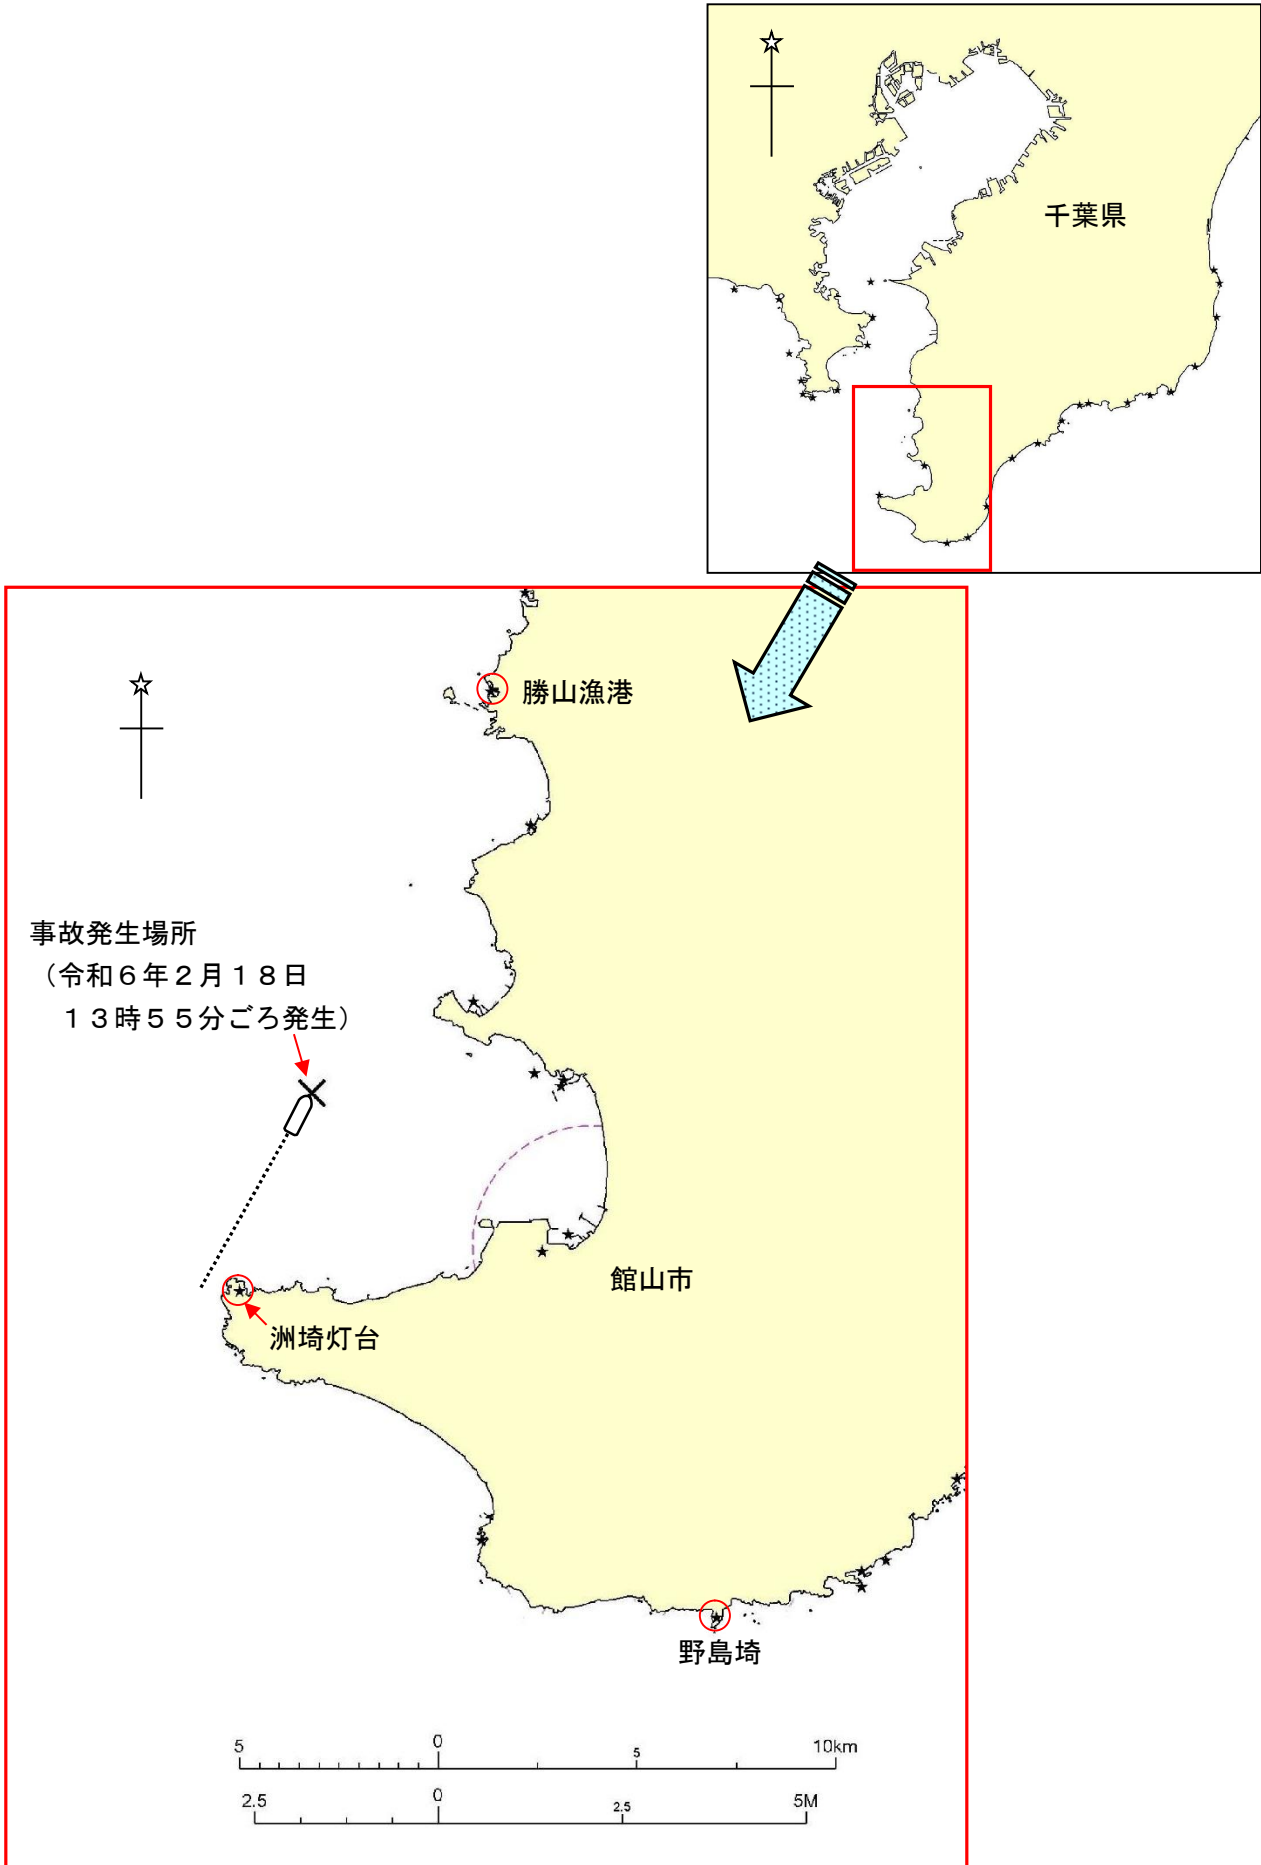 千葉県
勝山漁港
事故発生場所
（令和６年２月１８日
１３時５５分ごろ発生）
館山市
洲埼灯台
野島埼
5 0 5 10km
2.5 0 2.5 5M